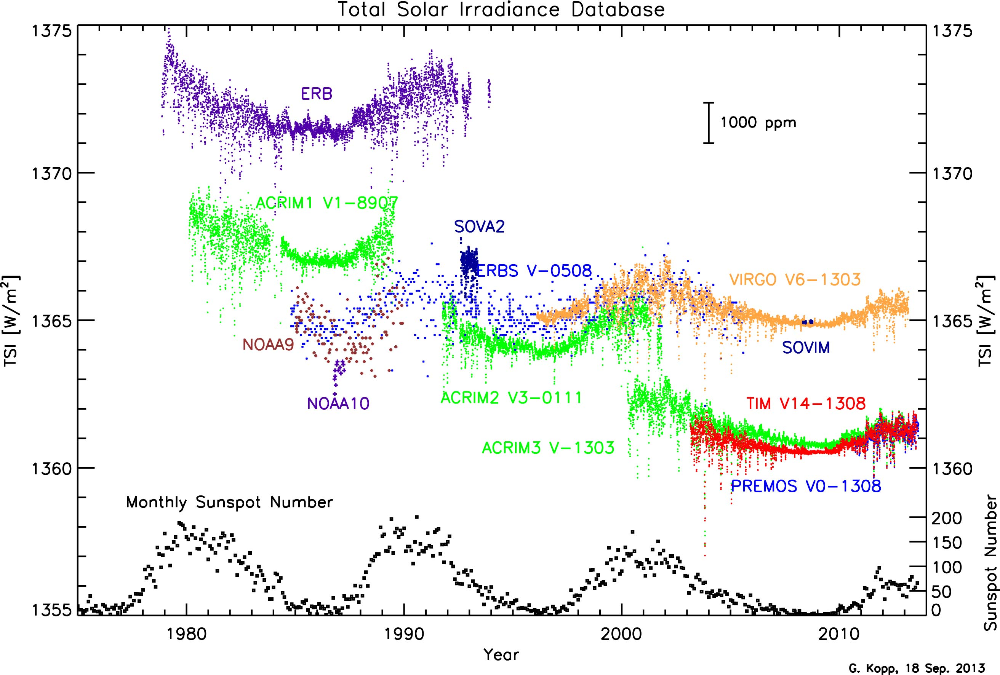 Total Solar Irradiance Database
1375
1375
ERB
1000 ppm
1370
1370
ACRIM1 V1-8907
SOVA2
ERBS V-0508
VIRGO V6-1303
TSI [W/m²]
TSI [W/m²]
1365
1365
NOAA9
SOVIM
NOAA10
ACRIM2 V3-0111
TIM V14-1308
ACRIM3 V-1303
1360
1360
PREMOS V0-1308
Monthly Sunspot Number
200
150
100
50
0
Sunspot Number
1355
1980
1990
2000
2010
Year
G. Kopp, 18 Sep. 2013